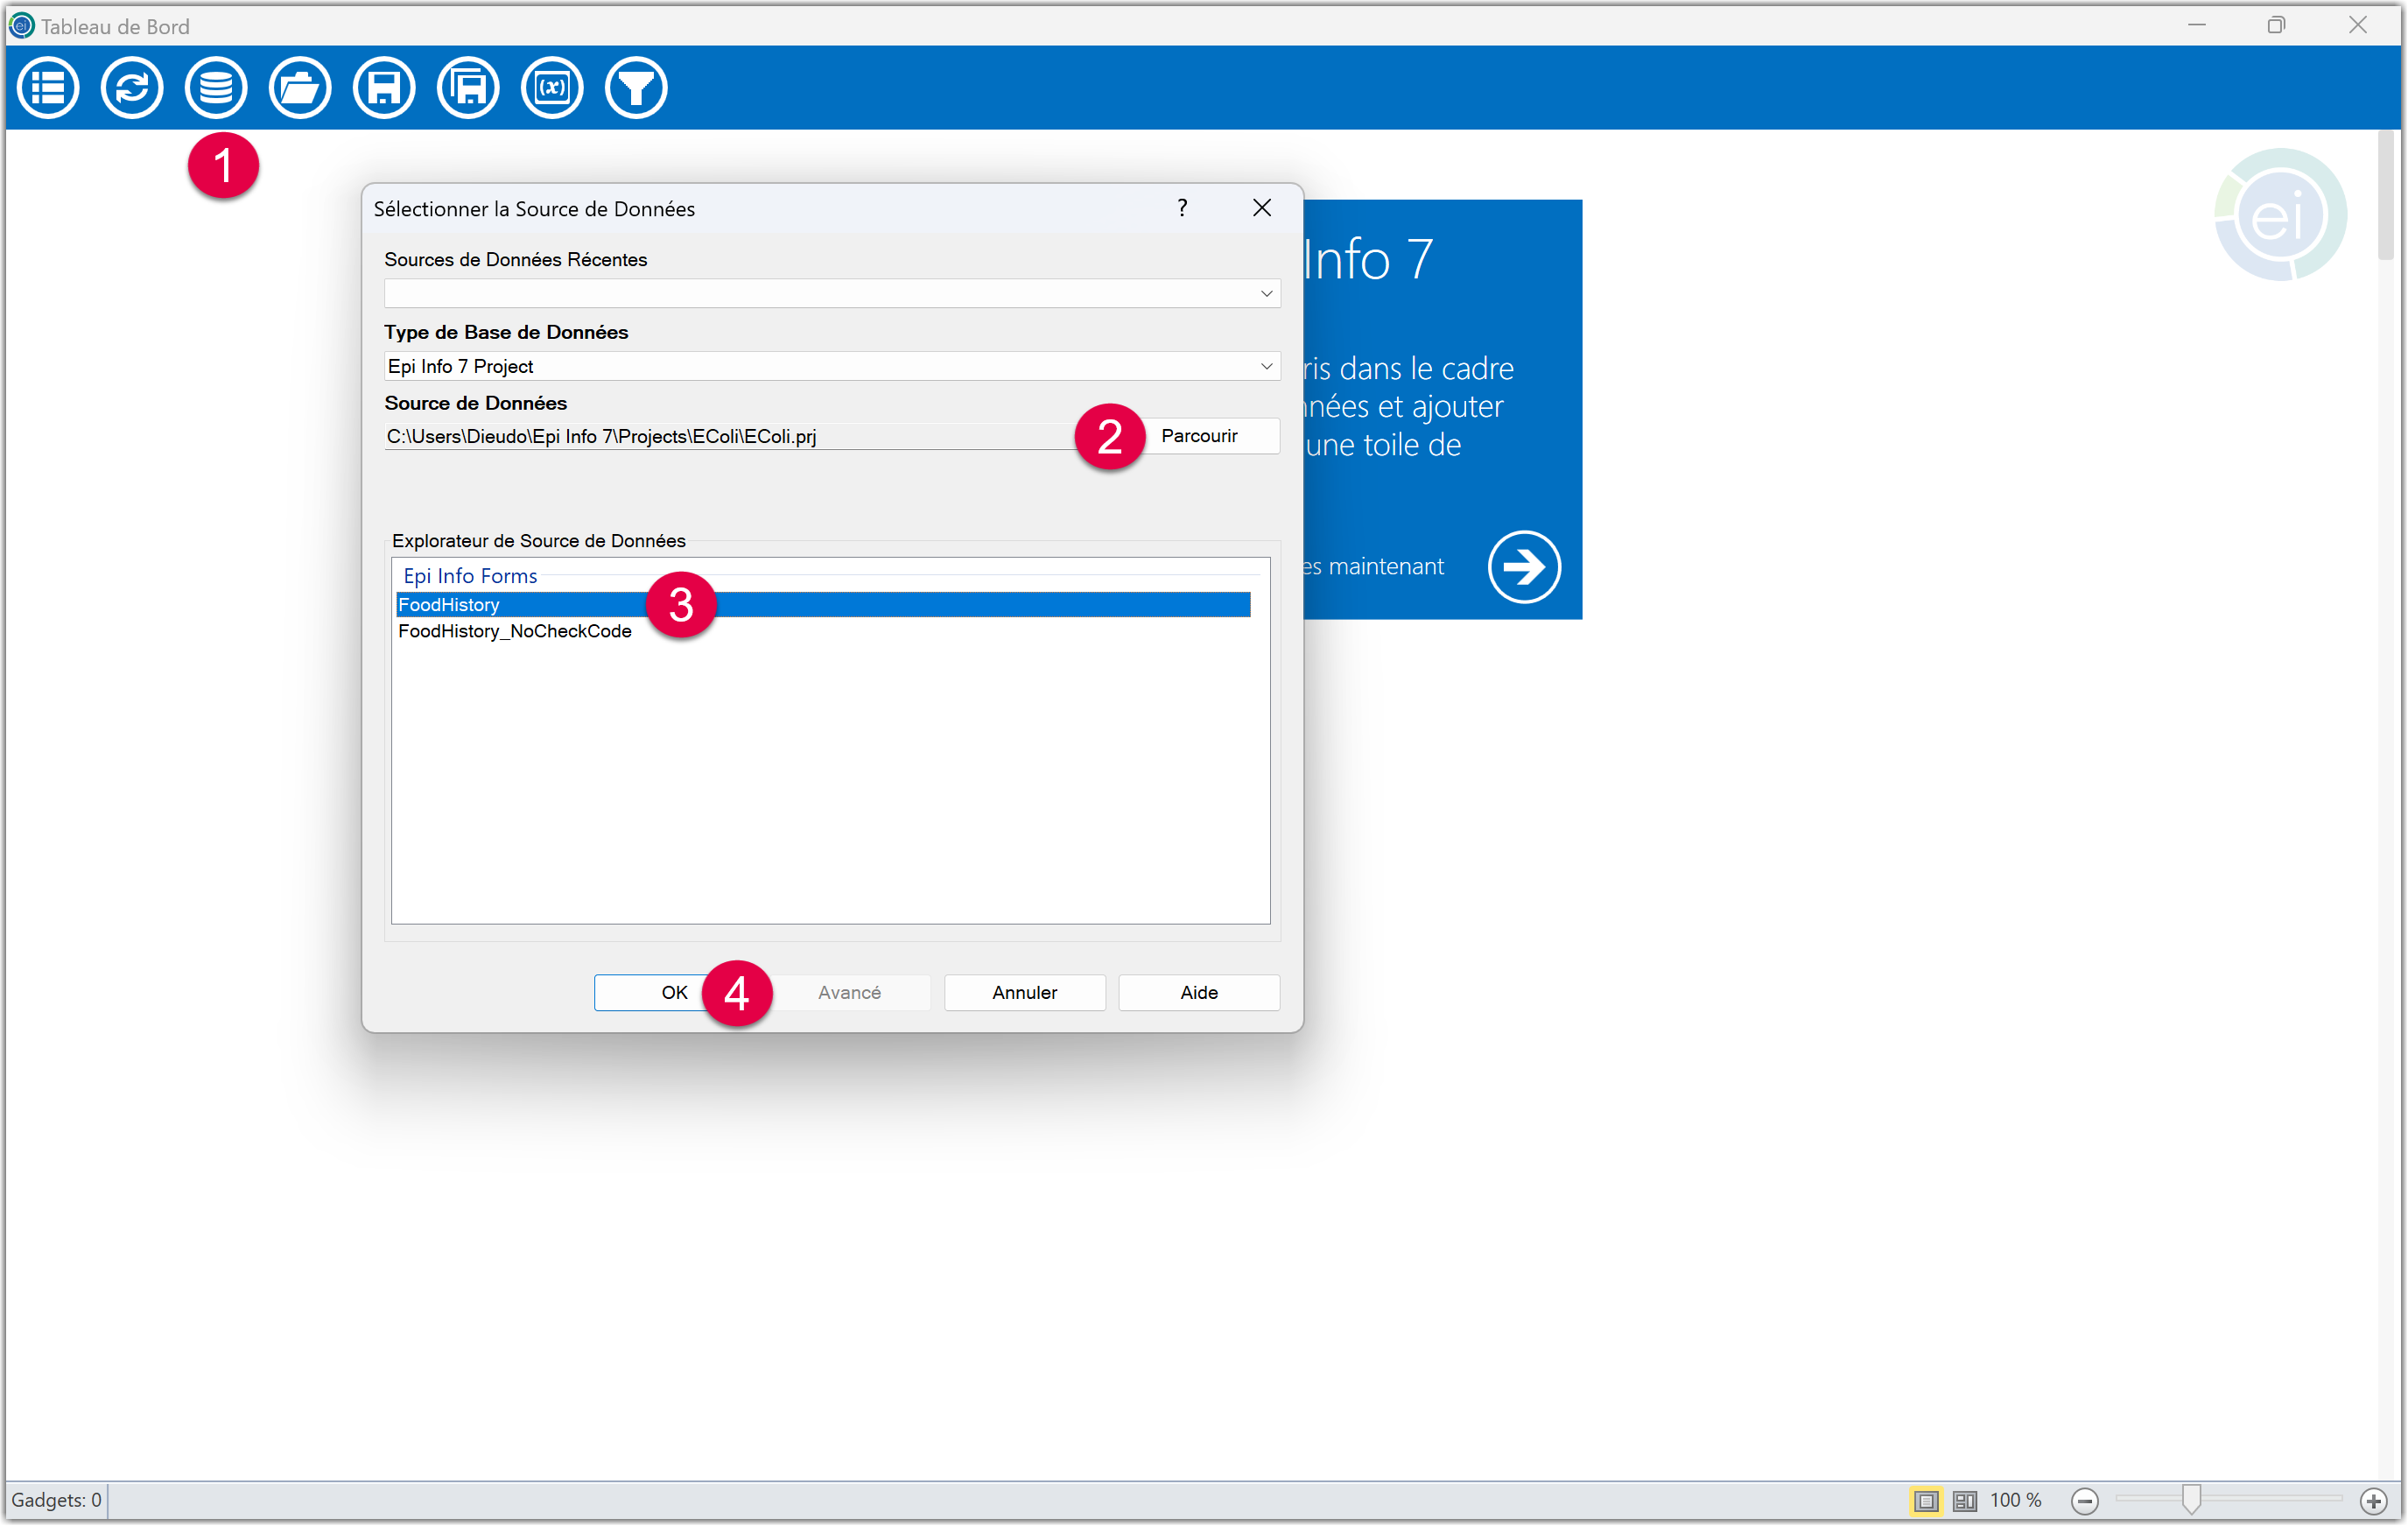 Tableau de Bord
1
Sélectionner la Source de Données
?
Sources de Données Récentes
Type de Base de Données
Epi Info 7 Project
Source de Données
C:\Users\Dieudo\Epi Info 7\Projects\EColi\EColi.prj
2
Parcourir
Explorateur de Source de Données
Epi Info Forms
FoodHistory
3
FoodHistory_NoCheckCode
OK
4
Avancé
Annuler
Aide
Info 7
dans le cadre
et ajouter
une toile de
maintenant
(x)
ei
Gadgets: 0
100 %